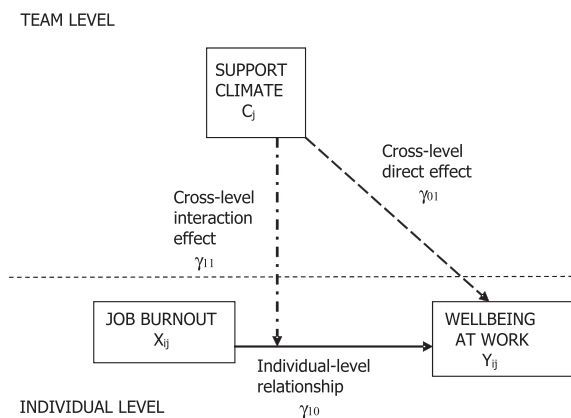 TEAM LEVEL
SUPPORT
CLIMATE
Cj
Cross-level
direct effect
γ01
Cross-level
interaction
effect
γ11
JOB BURNOUT
Xij
WELLBEING
AT WORK
Yij
Individual-level
relationship
γ10
INDIVIDUAL LEVEL